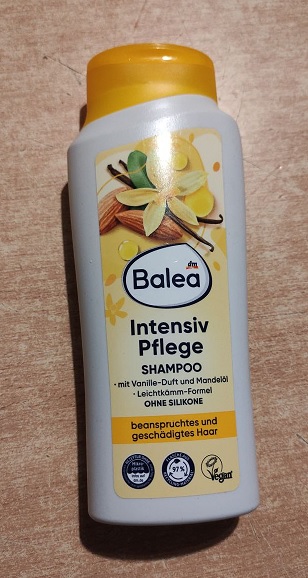 dm
Balea
Intensiv
Pflege
SHAMPOO
• mit Vanille-Duft und Mandelöl
• Leichtkämm-Formel
OHNE SILIKONE
beanspruchtes und
geschädigtes Haar
97 %
Vegan